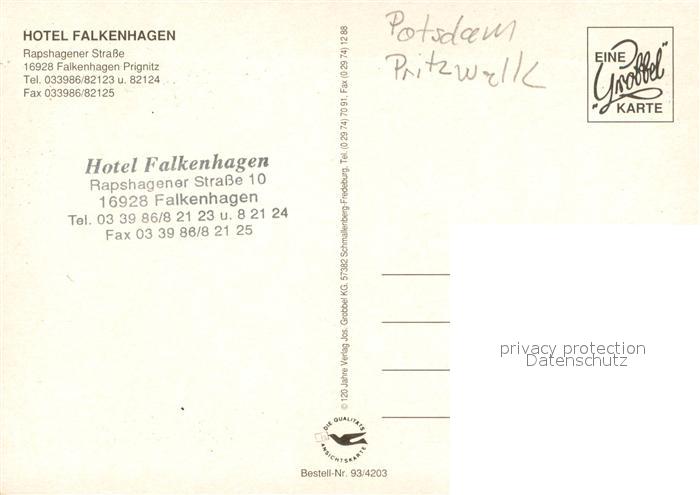 HOTEL FALKENHAGEN
Rapshagener Straße
16928 Falkenhagen Prignitz
Tel. 033986/82123 u. 82124
Fax 033986/82125
Hotel Falkenhagen
Rapshagener Straße 10
16928 Falkenhagen
Tel. 03 39 86/8 21 23 u. 8 21 24
Fax 03 39 86/8 21 25
© 120 Jahre Verlag Jos. Grobbel KG, 57382 Schmallenberg-Fredeburg, Tel. (0 29 74) 70 91, Fax (0 29 74) 12 88
Potsdam
Pritzwalk
EINE
„Grobbel"
KARTE
privacy protection
Datenschutz
DIE QUALITÄTS
ANSICHTSKARTE
Bestell-Nr. 93/4203